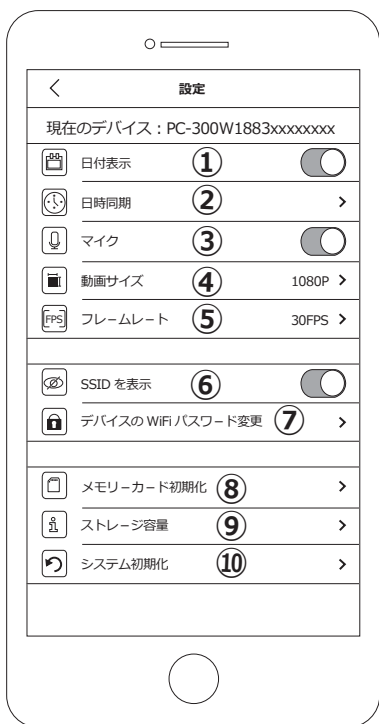 設定
現在のデバイス：PC-300W1883xxxxxxxx
日付表示 ①
日時同期 ②
マイク ③
動画サイズ ④ 1080P
FPS フレームレート ⑤ 30FPS
SSID を表示 ⑥
デバイスの WiFi パスワード変更 ⑦
メモリーカード初期化 ⑧
ストレージ容量 ⑨
システム初期化 ⑩